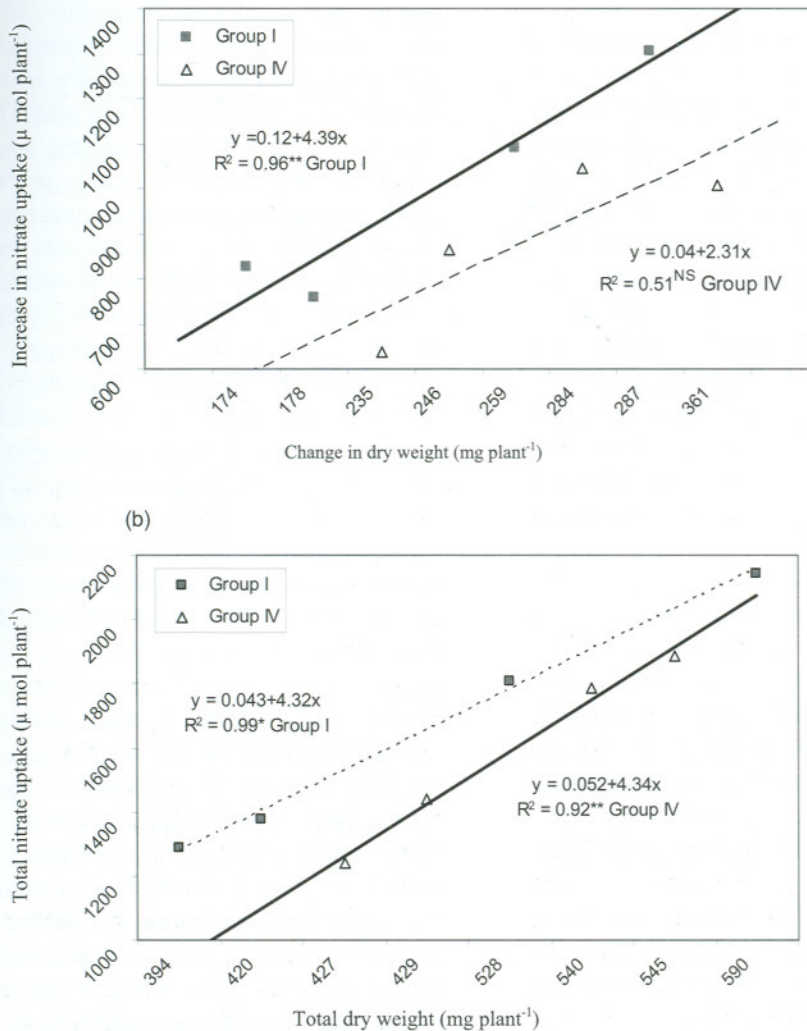 1400
1300
1200
1100
1000
900
800
700
600
Increase in nitrate uptake (µ mol plant-1)
Group I
Group IV
y =0.12+4.39x
R2 = 0.96** Group I
y = 0.04+2.31x
R2 = 0.51NS Group IV
174 178 235 246 259 284 287 361
Change in dry weight (mg plant-1)
(b)
2200
2000
1800
1600
1400
1200
1000
Total nitrate uptake (µ mol plant-1)
Group I
Group IV
y = 0.043+4.32x
R2 = 0.99* Group I
y = 0.052+4.34x
R2 = 0.92** Group IV
394 420 427 429 528 540 545 590
Total dry weight (mg plant-1)